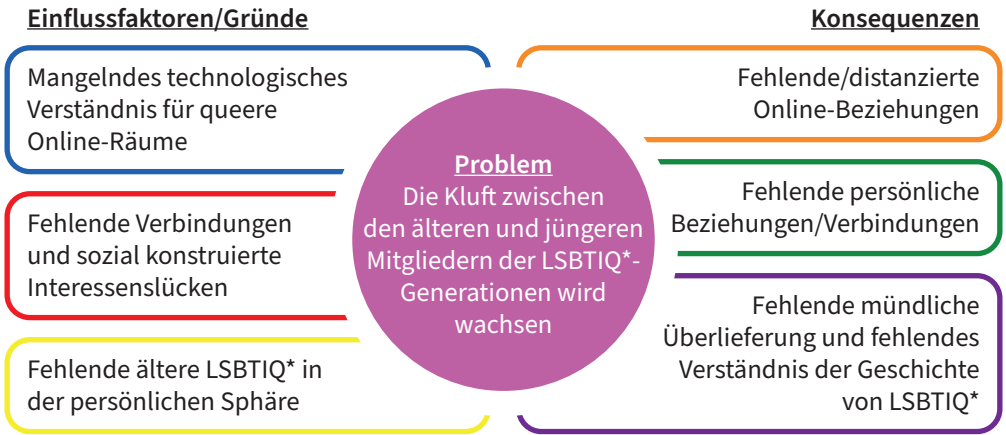 Einflussfaktoren/Gründe
Mangelndes technologisches
Verständnis für queere
Online-Räume
Fehlende Verbindungen
und sozial konstruierte
Interessenslücken
Fehlende ältere LSBTIQ* in
der persönlichen Sphäre
Problem
Die Kluft zwischen
den älteren und jüngeren
Mitgliedern der LSBTIQ*-
Generationen wird
wachsen
Konsequenzen
Fehlende/distanzierte
Online-Beziehungen
Fehlende persönliche
Beziehungen/Verbindungen
Fehlende mündliche
Überlieferung und fehlendes
Verständnis der Geschichte
von LSBTIQ*